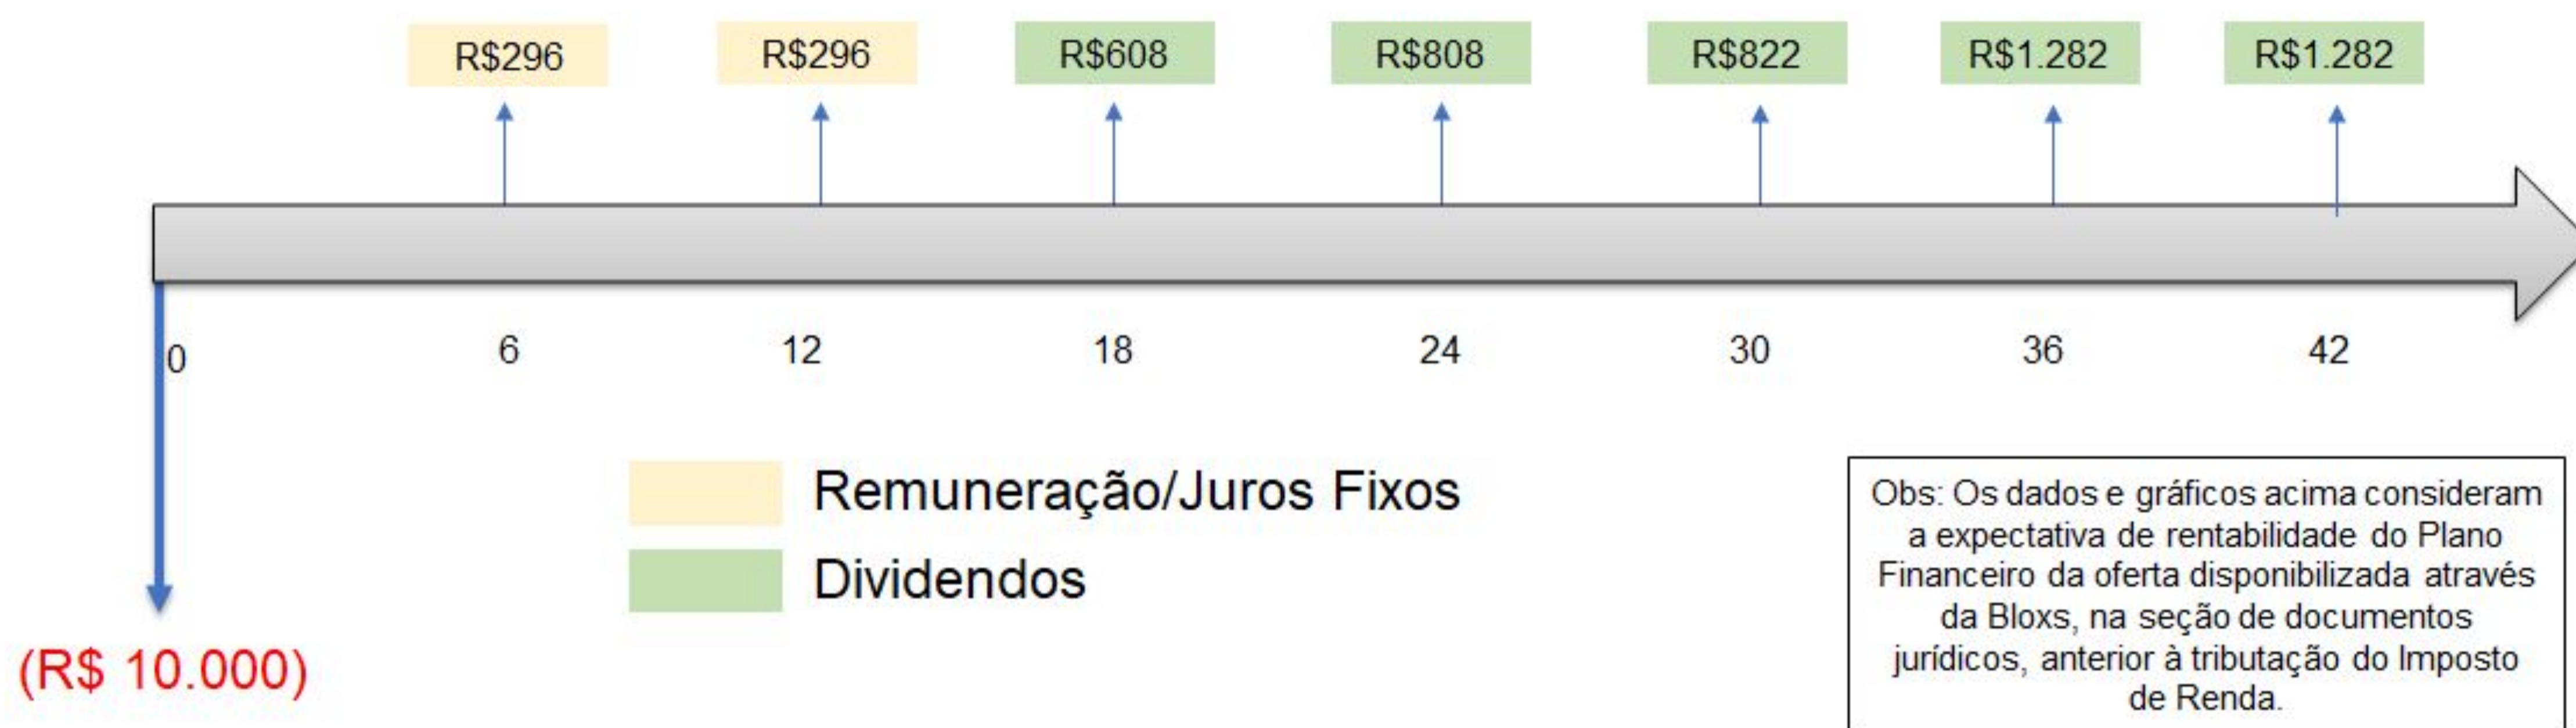 R$296
R$296
R$608
R$808
R$822
R$1.282
R$1.282
0
6
12
18
24
30
36
42
(R$ 10.000)
Remuneração/Juros Fixos
Dividendos
Obs: Os dados e gráficos acima consideram
a expectativa de rentabilidade do Plano
Financeiro da oferta disponibilizada através
da Bloxs, na seção de documentos
jurídicos, anterior à tributação do Imposto
de Renda.